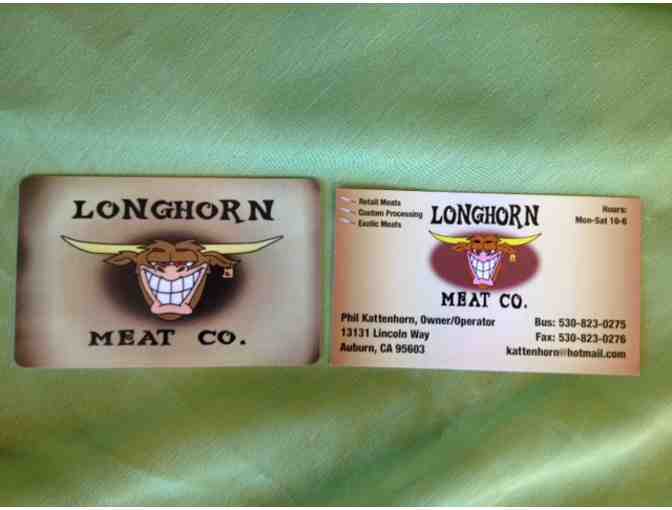 LONGHORN
MEAT CO.
Retail Meats
Custom Processing
Exotic Meats
LONGHORN
MEAT CO.
Hours:
Mon-Sat 10-6
Phil Kattenhorn, Owner/Operator
13131 Lincoln Way
Auburn, CA 95603
Bus: 530-823-0275
Fax: 530-823-0276
kattenhorn@hotmail.com